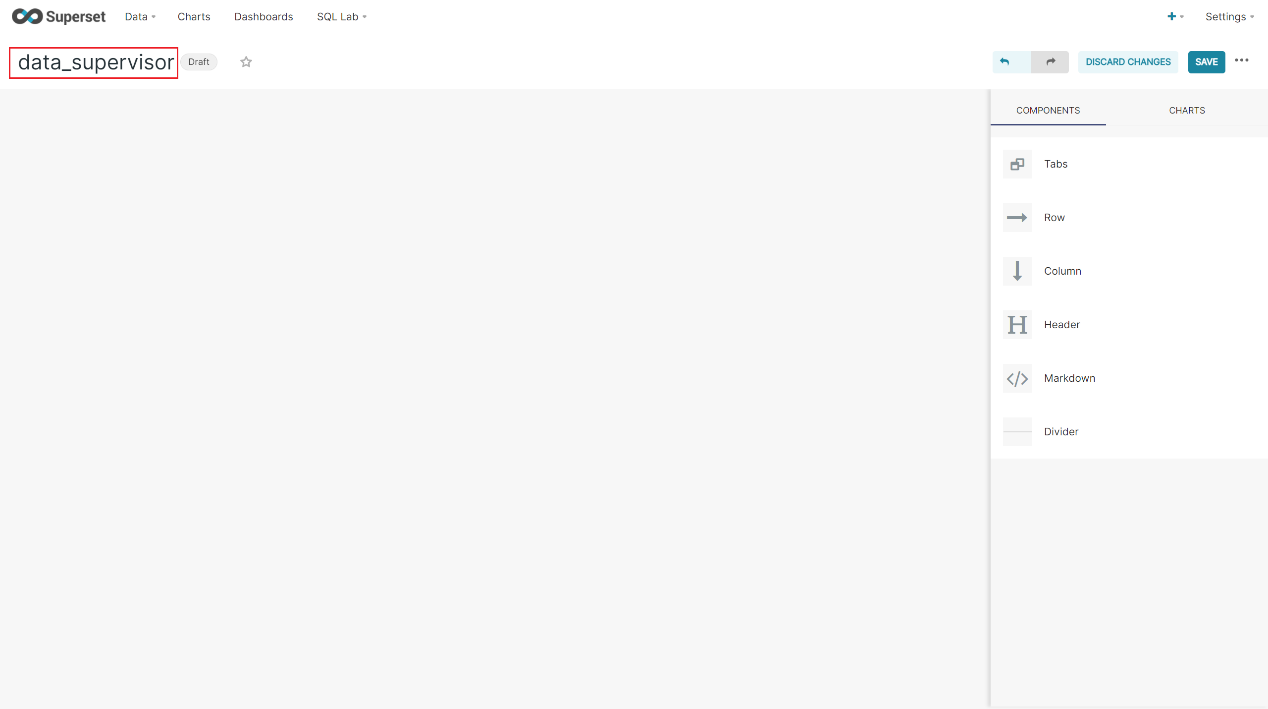 Superset Data Charts Dashboards SQL Lab + Settings
data_supervisor Draft DISCARD CHANGES SAVE ...
COMPONENTS CHARTS
Tabs
Row
Column
H Header
</> Markdown
Divider